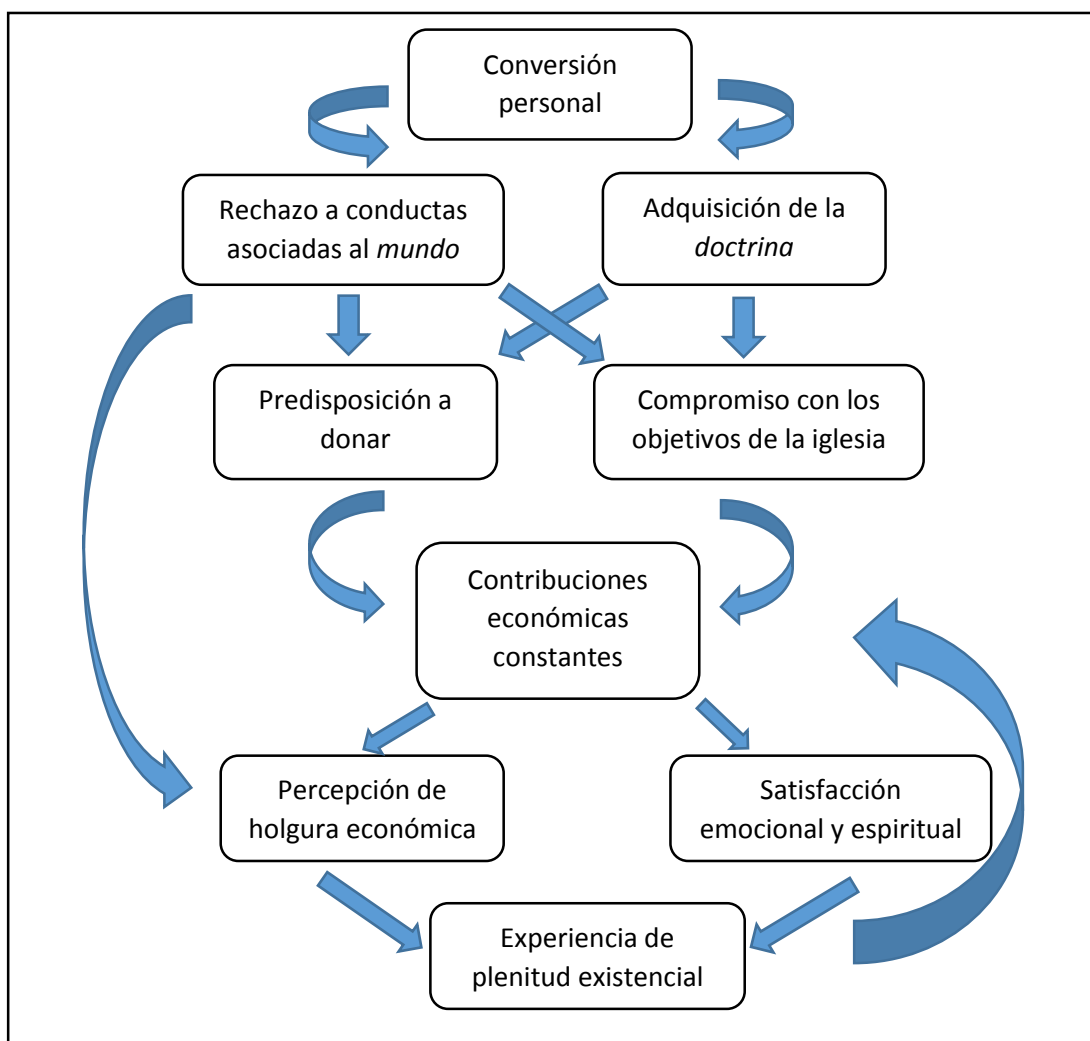 Conversión
personal
Rechazo a conductas
asociadas al mundo
Adquisición de la
doctrina
Predisposición a
donar
Compromiso con los
objetivos de la iglesia
Contribuciones
económicas
constantes
Percepción de
holgura económica
Satisfacción
emocional y espiritual
Experiencia de
plenitud existencial